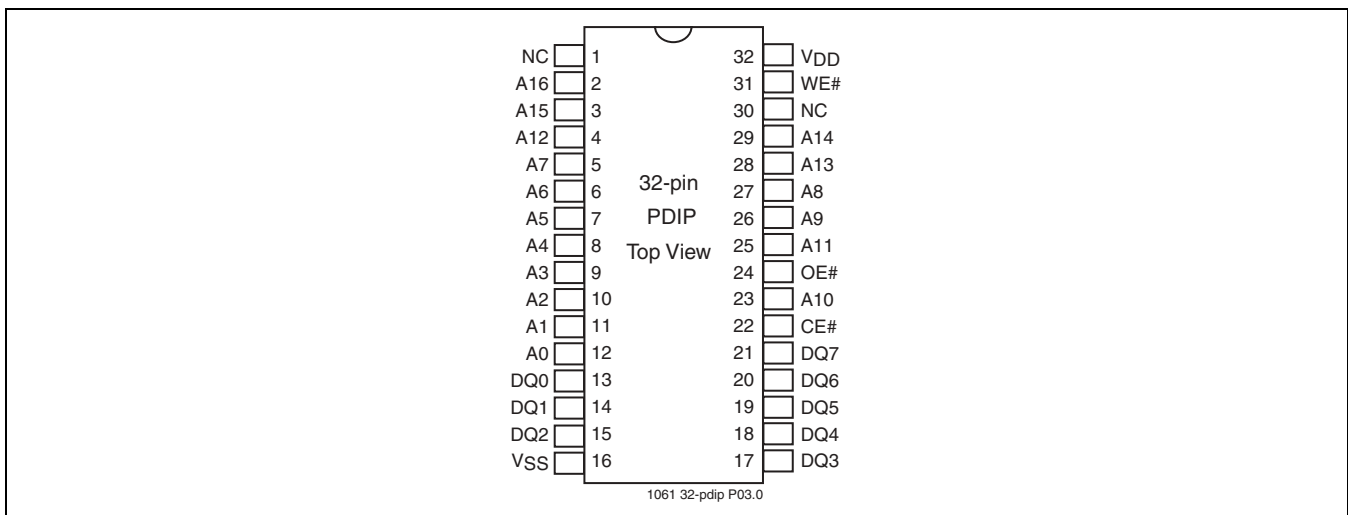 NC 1 32 VDD
A16 2 31 WE#
A15 3 30 NC
A12 4 29 A14
A7 5 28 A13
A6 6 32-pin 27 A8
A5 7 PDIP 26 A9
A4 8 Top View 25 A11
A3 9 24 OE#
A2 10 23 A10
A1 11 22 CE#
A0 12 21 DQ7
DQ0 13 20 DQ6
DQ1 14 19 DQ5
DQ2 15 18 DQ4
VSS 16 17 DQ3
1061 32-pdip P03.0